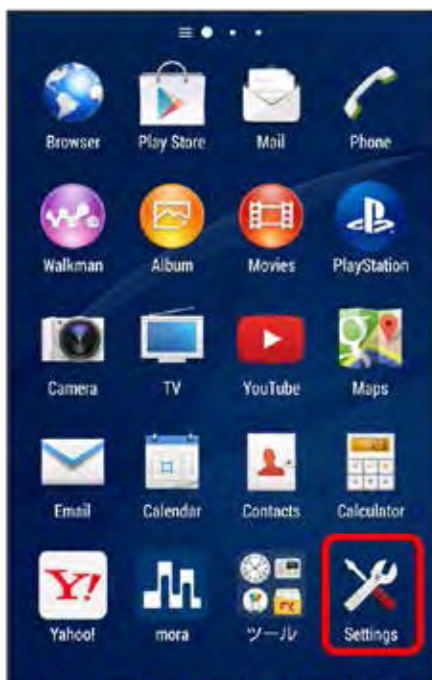 Browser Play Store Mail Phone
Walkman Album Movies PlayStation
Camera TV YouTube Maps
Email Calendar Contacts Calculator
Y!
Yahoo! mora ツール Settings